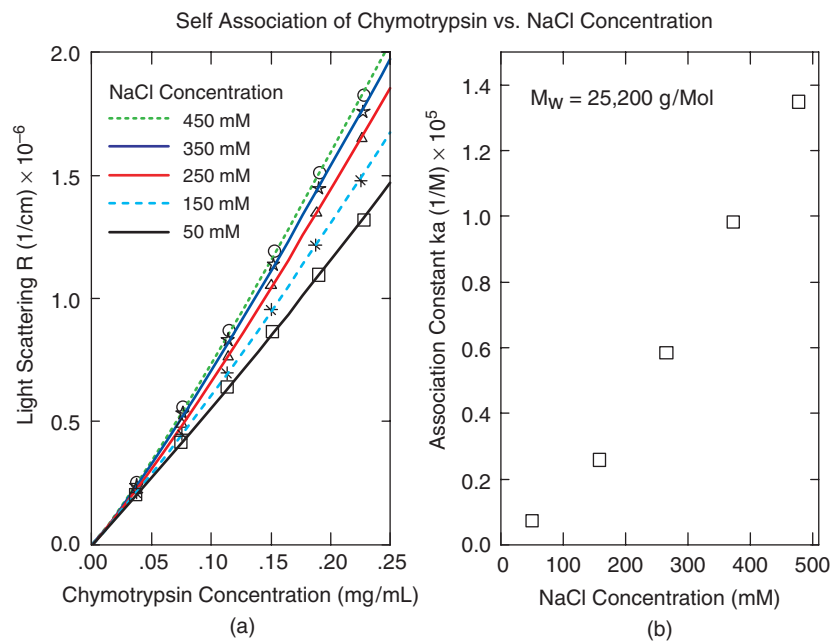 Self Association of Chymotrypsin vs. NaCl Concentration
2.0
1.5
1.0
0.5
0.0
Light Scattering R (1/cm) × 10⁻⁶
NaCl Concentration
450 mM
350 mM
250 mM
150 mM
50 mM
.00 .05 .10 .15 .20 .25
Chymotrypsin Concentration (mg/mL)
(a)
1.4
1.2
1.0
0.8
0.6
0.4
0.2
0.0
Association Constant ka (1/M) × 10⁵
M_W = 25,200 g/Mol
0 100 200 300 400 500
NaCl Concentration (mM)
(b)